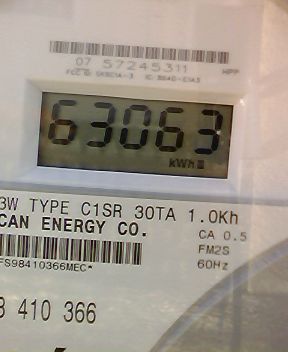 07 57245311
63063
kWh
3W TYPE C1SR 30TA 1.0Kh
CAN ENERGY CO.
CA 0.5
FM2S
60Hz
FS98410366MEC*
410 366